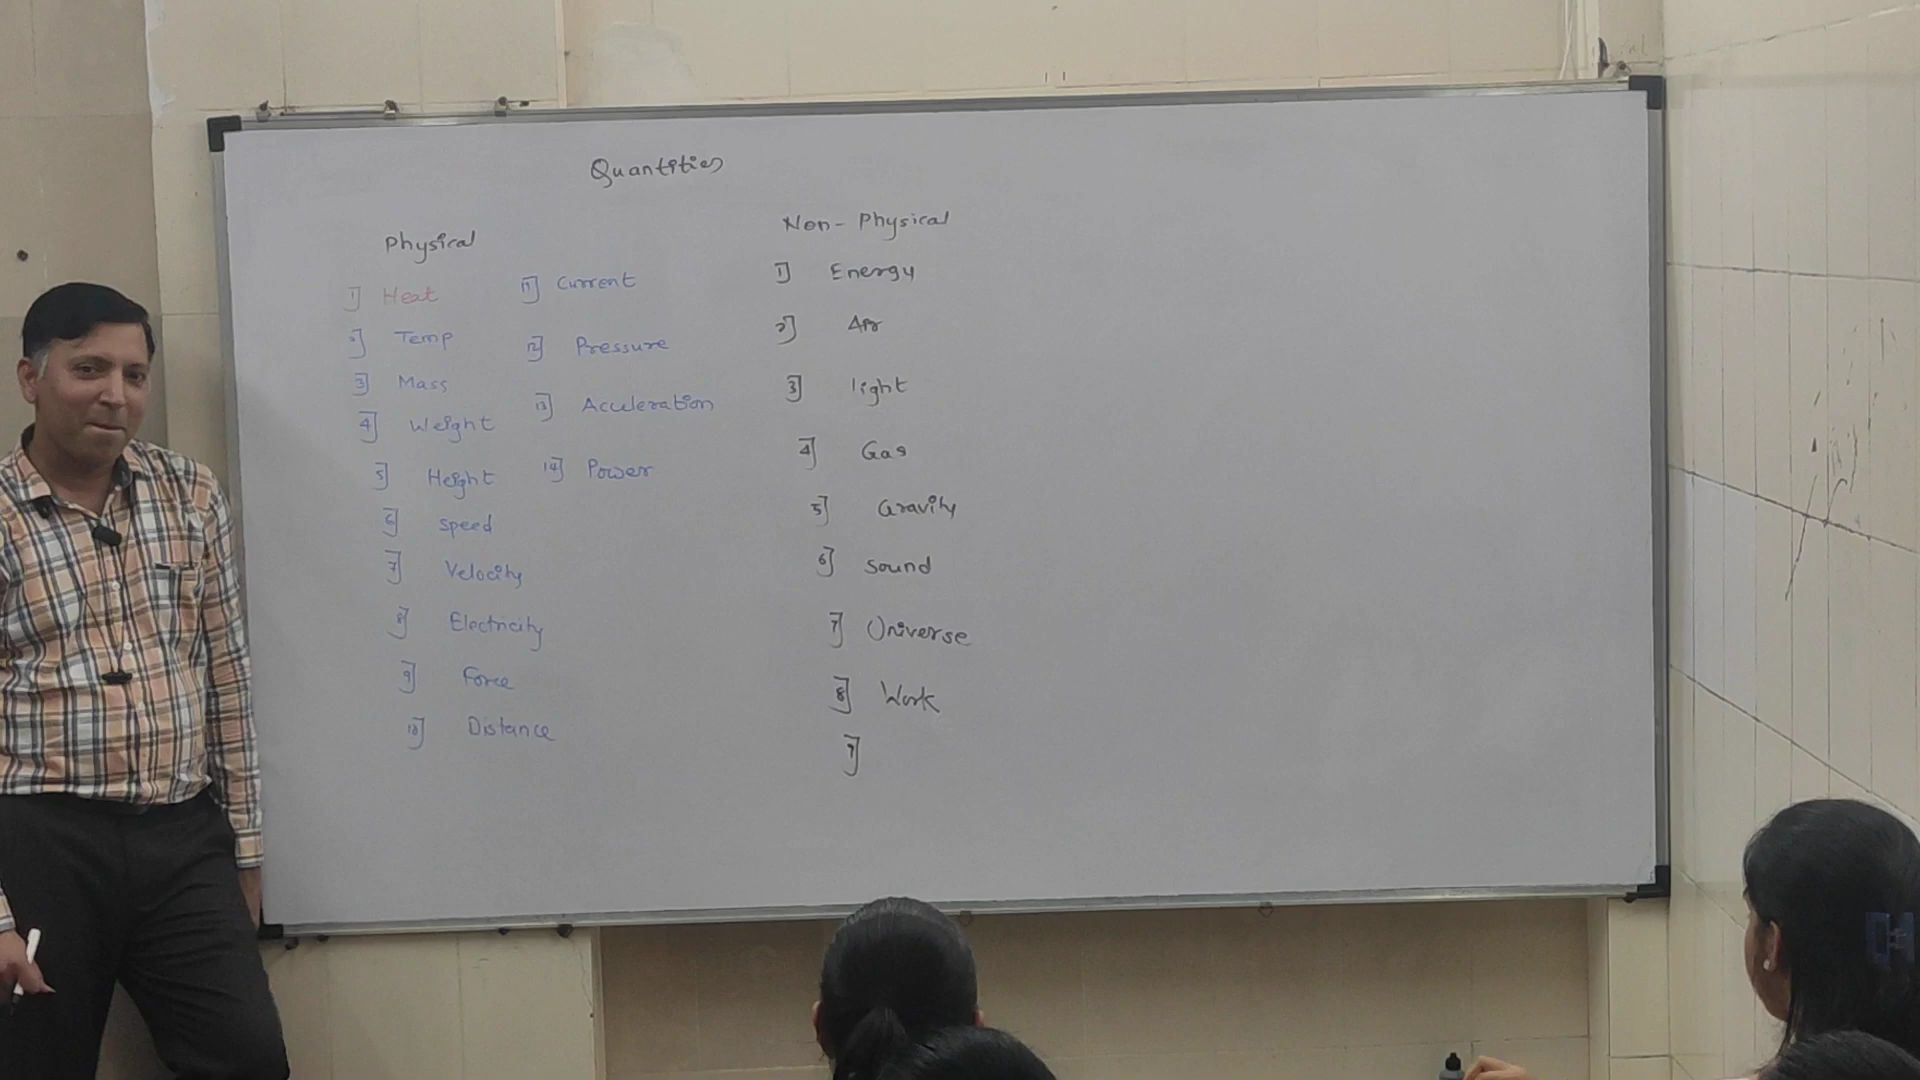 Quantities
Physical
1] Heat
2] Temp
3] Mass
4] Weight
5] Height
6] Speed
7] Velocity
8] Electricity
9] Force
10] Distance
11] Current
12] Pressure
13] Acceleration
14] Power
Non-Physical
1] Energy
2] Air
3] light
4] Gas
5] Gravity
6] Sound
7] Universe
8] Work
9]